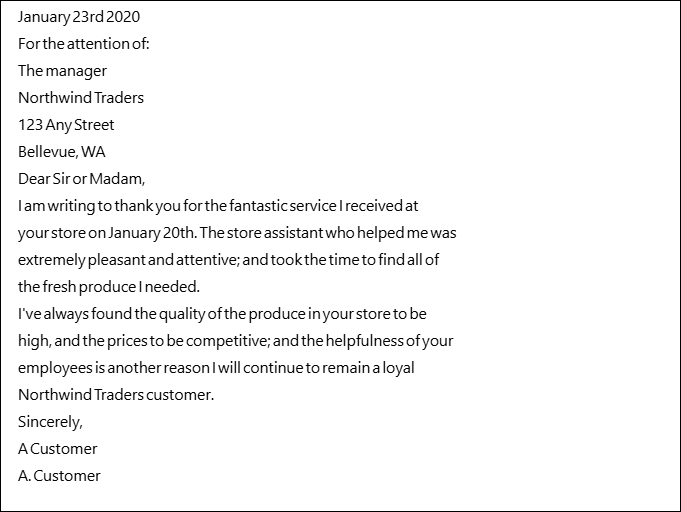 January 23rd 2020
For the attention of:
The manager
Northwind Traders
123 Any Street
Bellevue, WA
Dear Sir or Madam,
I am writing to thank you for the fantastic service I received at
your store on January 20th. The store assistant who helped me was
extremely pleasant and attentive; and took the time to find all of
the fresh produce I needed.
I've always found the quality of the produce in your store to be
high, and the prices to be competitive; and the helpfulness of your
employees is another reason I will continue to remain a loyal
Northwind Traders customer.
Sincerely,
A Customer
A. Customer